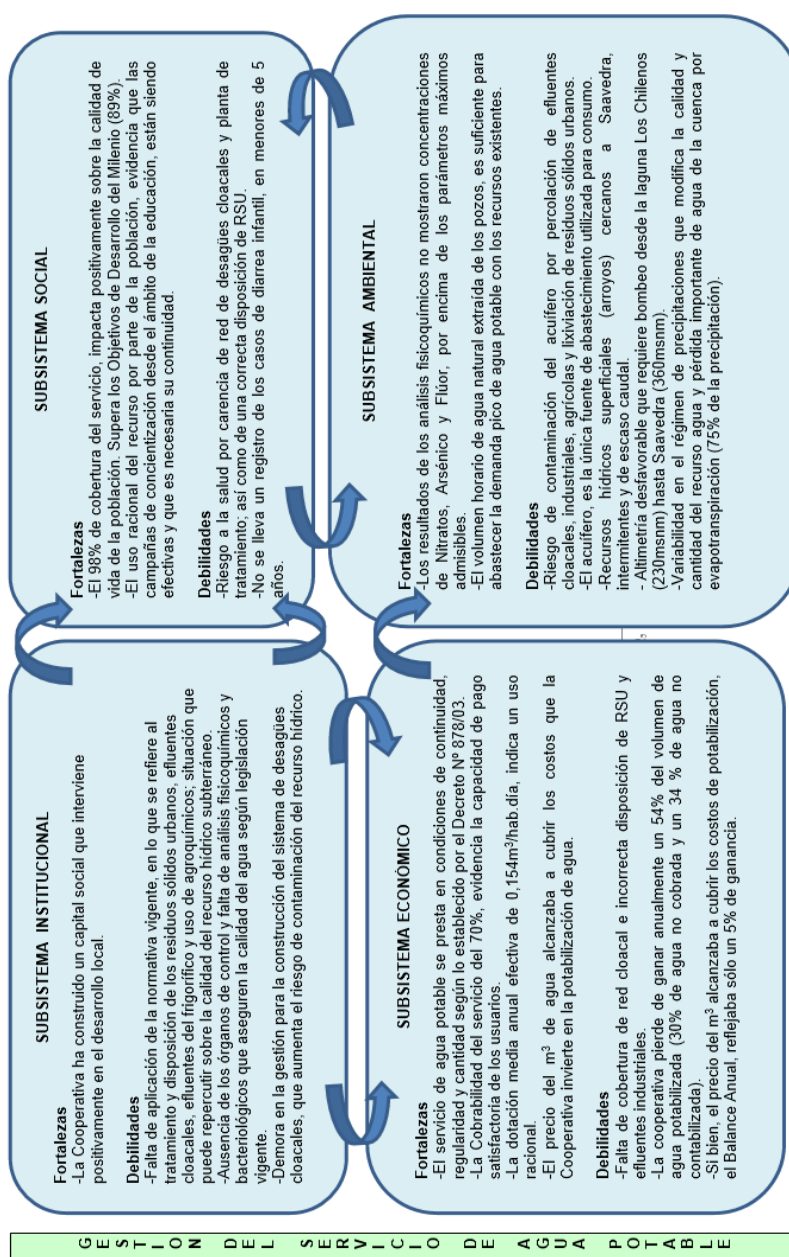 GESTION DEL SERVICIO DE AGUA POTABLE
SUBSISTEMA INSTITUCIONAL
Fortalezas
-La Cooperativa ha construido un capital social que interviene
positivamente en el desarrollo local.
Debilidades
-Falta de aplicación de la normativa vigente, en lo que se refiere al
tratamiento y disposición de los residuos sólidos urbanos, efluentes
cloacales, efluentes del frigorífico y uso de agroquímicos; situación que
puede repercutir sobre la calidad del recurso hídrico subterráneo.
-Ausencia de los órganos de control y falta de análisis fisicoquímicos y
bacteriológicos que aseguren la calidad del agua según legislación
vigente.
-Demora en la gestión para la construcción del sistema de desagües
cloacales, que aumenta el riesgo de contaminación del recurso hídrico.
SUBSISTEMA SOCIAL
Fortalezas
-El 98% de cobertura del servicio, impacta positivamente sobre la calidad de
vida de la población. Supera los Objetivos de Desarrollo del Milenio (89%).
-El uso racional del recurso por parte de la población, evidencia que las
campañas de concientización desde el ámbito de la educación, están siendo
efectivas y que es necesaria su continuidad.
Debilidades
-Riesgo a la salud por carencia de red de desagües cloacales y planta de
tratamiento; así como de una correcta disposición de RSU.
-No se lleva un registro de los casos de diarrea infantil, en menores de 5
años.
SUBSISTEMA ECONÓMICO
Fortalezas
-El servicio de agua potable se presta en condiciones de continuidad,
regularidad y cantidad según lo establecido por el Decreto Nº 878/03.
-La Cobrabilidad del servicio del 70%, evidencia la capacidad de pago
satisfactoria de los usuarios.
-La dotación media anual efectiva de 0,154m³/hab.día, indica un uso
racional.
-El precio del m³ de agua alcanzaba a cubrir los costos que la
Cooperativa invierte en la potabilización de agua.
Debilidades
-Falta de cobertura de red cloacal e incorrecta disposición de RSU y
efluentes industriales.
-La cooperativa pierde de ganar anualmente un 54% del volumen de
agua potabilizada (30% de agua no cobrada y un 34 % de agua no
contabilizada).
-Si bien, el precio del m³ alcanzaba a cubrir los costos de potabilización,
el Balance Anual, reflejaba sólo un 5% de ganancia.
SUBSISTEMA AMBIENTAL
Fortalezas
-Los resultados de los análisis fisicoquímicos no mostraron concentraciones
de Nitratos, Arsénico y Flúor, por encima de los parámetros máximos
admisibles.
-El volumen horario de agua natural extraída de los pozos, es suficiente para
abastecer la demanda pico de agua potable con los recursos existentes.
Debilidades
-Riesgo de contaminación del acuífero por percolación de efluentes
cloacales, industriales, agrícolas y lixiviación de residuos sólidos urbanos.
-El acuífero, es la única fuente de abastecimiento utilizada para consumo.
-Recursos hídricos superficiales (arroyos) cercanos a Saavedra,
intermitentes y de escaso caudal.
- Altimetría desfavorable que requiere bombeo desde la laguna Los Chilenos
(230msnm) hasta Saavedra (360msnm).
-Variabilidad en el régimen de precipitaciones que modifica la calidad y
cantidad del recurso agua y pérdida importante de agua de la cuenca por
evapotranspiración (75% de la precipitación).